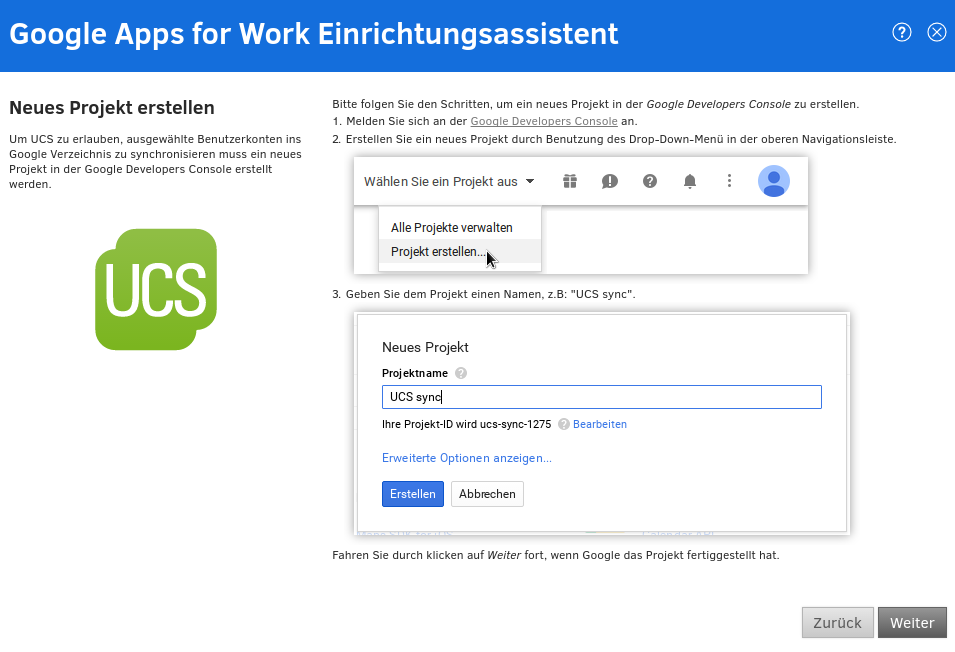 Google Apps for Work Einrichtungsassistent
Neues Projekt erstellen
Um UCS zu erlauben, ausgewählte Benutzerkonten ins
Google Verzeichnis zu synchronisieren muss ein neues
Projekt in der Google Developers Console erstellt
werden.
UCS
Bitte folgen Sie den Schritten, um ein neues Projekt in der Google Developers Console zu erstellen.
1. Melden Sie sich an der Google Developers Console an.
2. Erstellen Sie ein neues Projekt durch Benutzung des Drop-Down-Menü in der oberen Navigationsleiste.
Wählen Sie ein Projekt aus
Alle Projekte verwalten
Projekt erstellen...
3. Geben Sie dem Projekt einen Namen, z.B: "UCS sync".
Neues Projekt
Projektname
UCS sync
Ihre Projekt-ID wird ucs-sync-1275 Bearbeiten
Erweiterte Optionen anzeigen...
Erstellen Abbrechen
Fahren Sie durch klicken auf Weiter fort, wenn Google das Projekt fertiggestellt hat.
Zurück Weiter